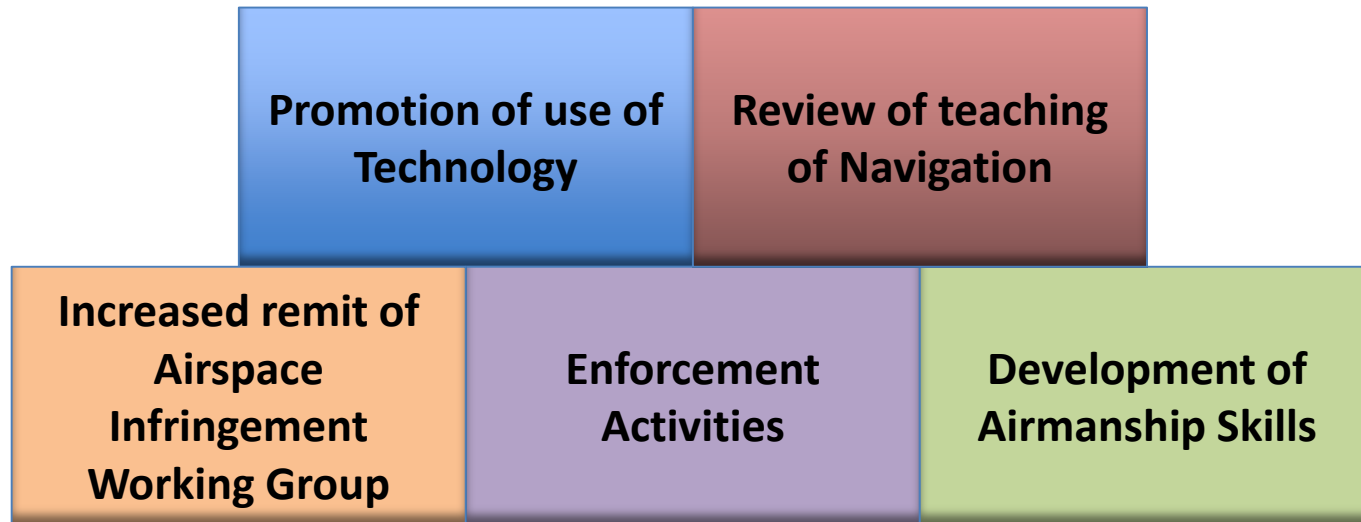 Promotion of use of
Technology
Review of teaching
of Navigation
Increased remit of
Airspace
Infringement
Working Group
Enforcement
Activities
Development of
Airmanship Skills